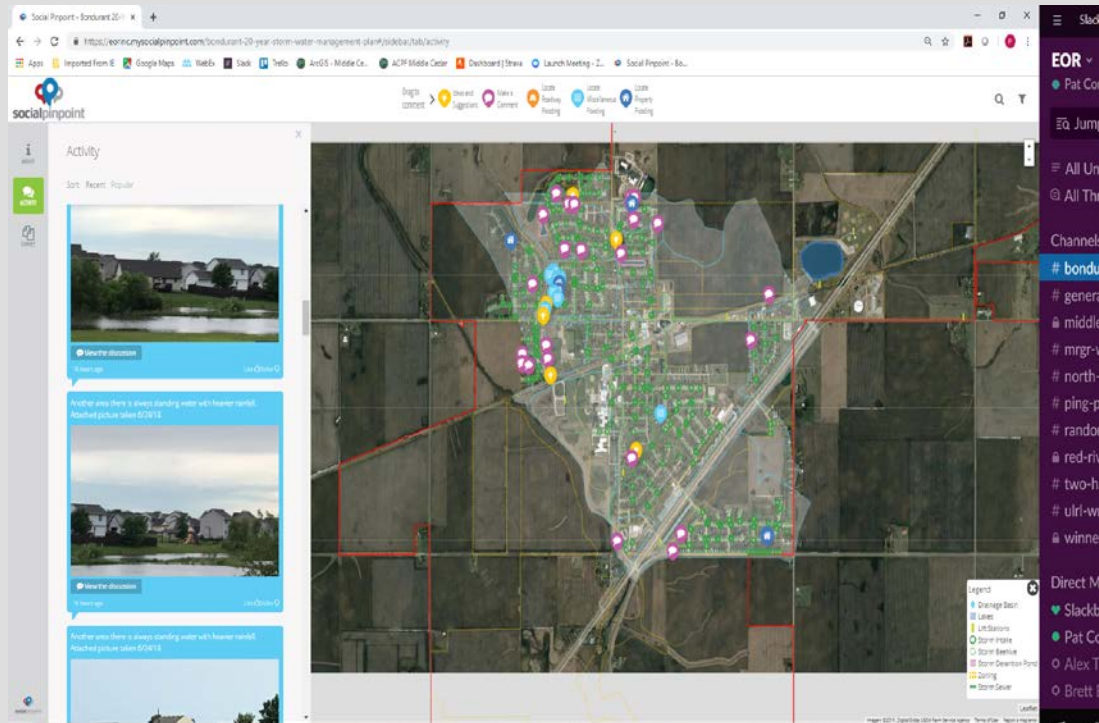 Social Pinpoint - Bondurant 20
https://eorinc.mysocialpinpoint.com/bondurant-20-year-storm-water-management-plan#/sidebar/tab/activity
Apps Imported From IE Google Maps WebEx Slack Trello ArcGIS - Middle Ce... ACPF Middle Cedar Dashboard | Strava Launch Meeting - Z... Social Pinpoint - Bo...
socialpinpoint
Drag to comment
Ideas and Suggestions
Make a Comment
Locate Roadway Flooding
Locate Miscellaneous Flooding
Locate Property Flooding
ABOUT
ACTIVITY
Activity
Sort: Recent Popular
View the discussion
Another area there is always standing water with heavier rainfall.
Attached picture taken 6/24/18.
View the discussion
Another area there is always standing water with heavier rainfall.
Attached picture taken 6/24/18.
Legend
Drainage Basin
Lakes
Lift Stations
Storm Intake
Storm Beehive
Storm Detention Pond
Zoning
Storm Sewer
Leaflet
Slack
EOR
Pat Co
Jump
All Un
All Thr
Channels
# bondu
# genera
middle
# mrgr-w
# north-
# ping-p
# random
red-riv
# two-h
# ulrl-w
winne
Direct M
Slackb
Pat Co
Alex T
Brett